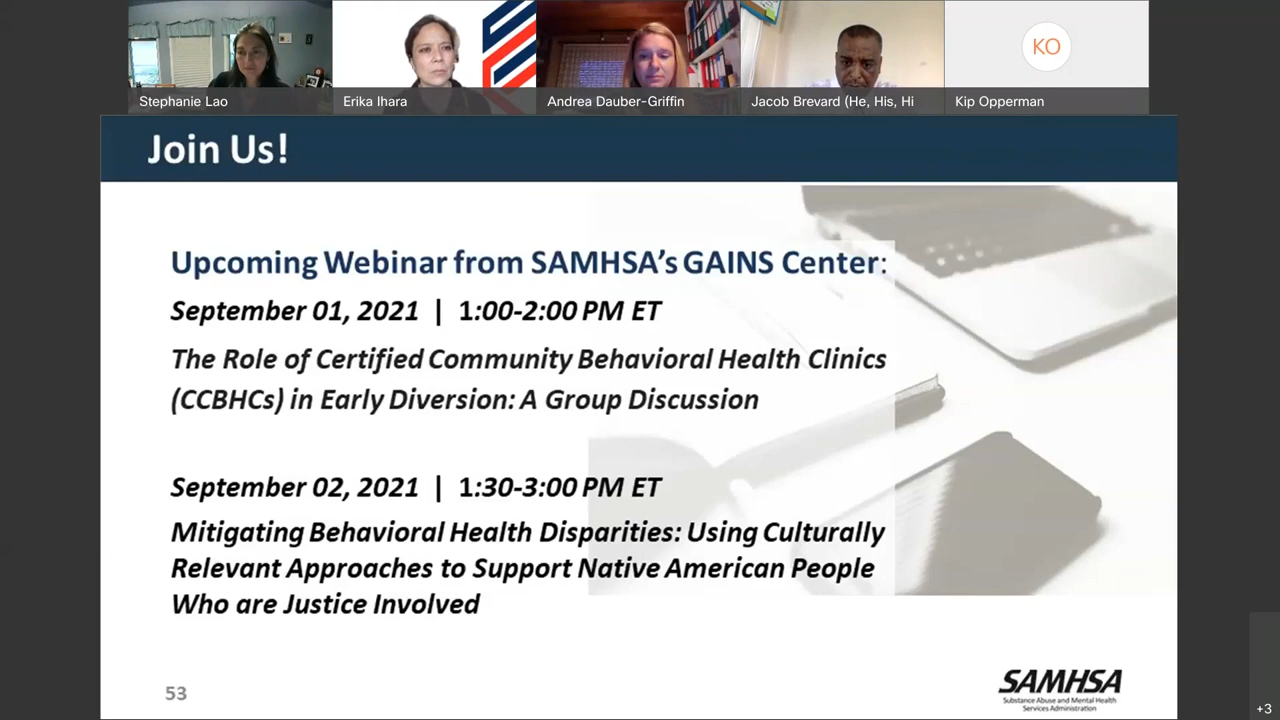 Stephanie Lao
Erika Ihara
Andrea Dauber-Griffin
Jacob Brevard (He, His, Hi
KO
Kip Opperman
Join Us!
Upcoming Webinar from SAMHSA's GAINS Center:
September 01, 2021 | 1:00-2:00 PM ET
The Role of Certified Community Behavioral Health Clinics
(CCBHCs) in Early Diversion: A Group Discussion
September 02, 2021 | 1:30-3:00 PM ET
Mitigating Behavioral Health Disparities: Using Culturally
Relevant Approaches to Support Native American People
Who are Justice Involved
53
SAMHSA
Substance Abuse and Mental Health
Services Administration
+3